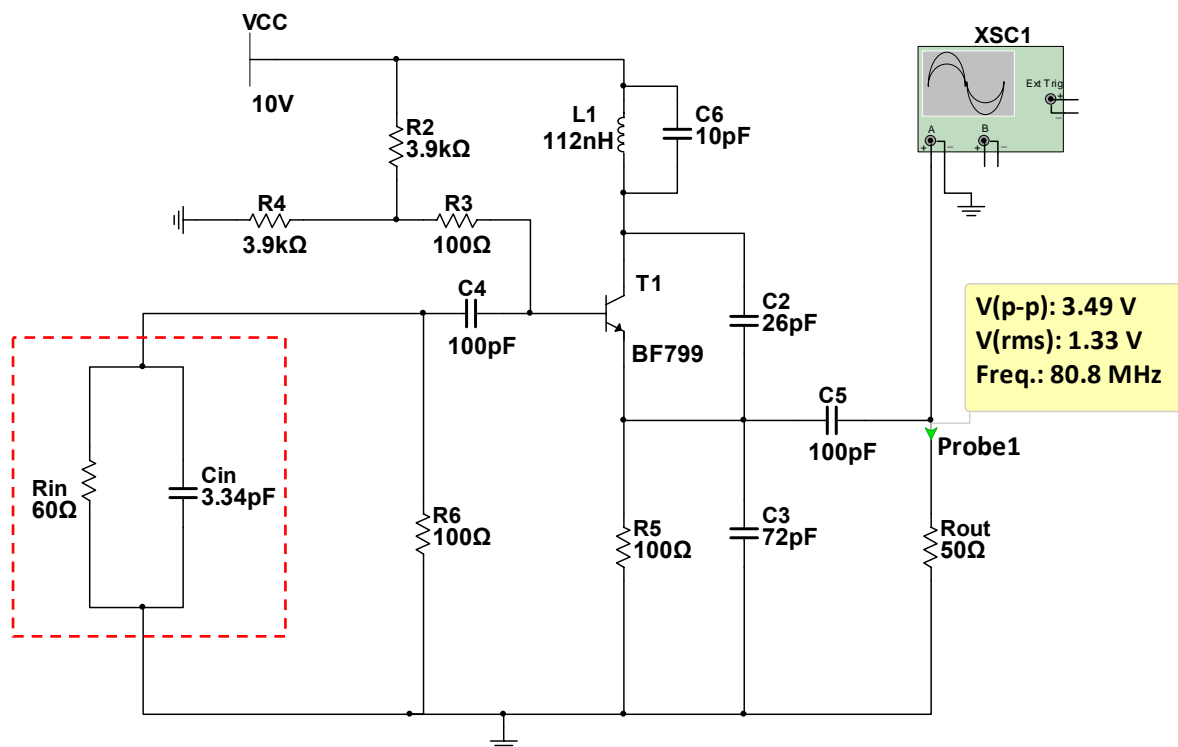 VCC
10V
R2
3.9kΩ
L1
112nH
C6
10pF
XSC1
Ext Trig
+
–
A
B
+
–
+
–
R4
3.9kΩ
R3
100Ω
C4
100pF
T1
BF799
C2
26pF
V(p-p): 3.49 V
V(rms): 1.33 V
Freq.: 80.8 MHz
C5
100pF
Probe1
Rin
60Ω
Cin
3.34pF
R6
100Ω
R5
100Ω
C3
72pF
Rout
50Ω